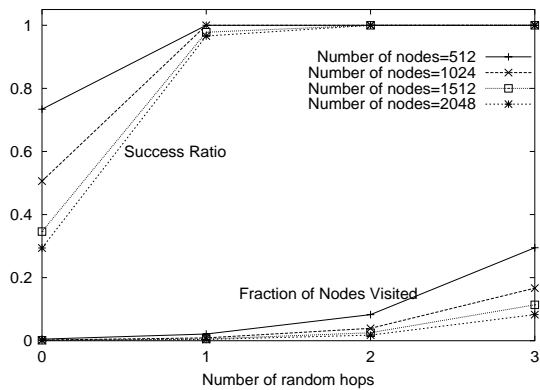 1
0.8
0.6
0.4
0.2
0
0
1
2
3
Number of nodes=512
Number of nodes=1024
Number of nodes=1512
Number of nodes=2048
Success Ratio
Fraction of Nodes Visited
Number of random hops